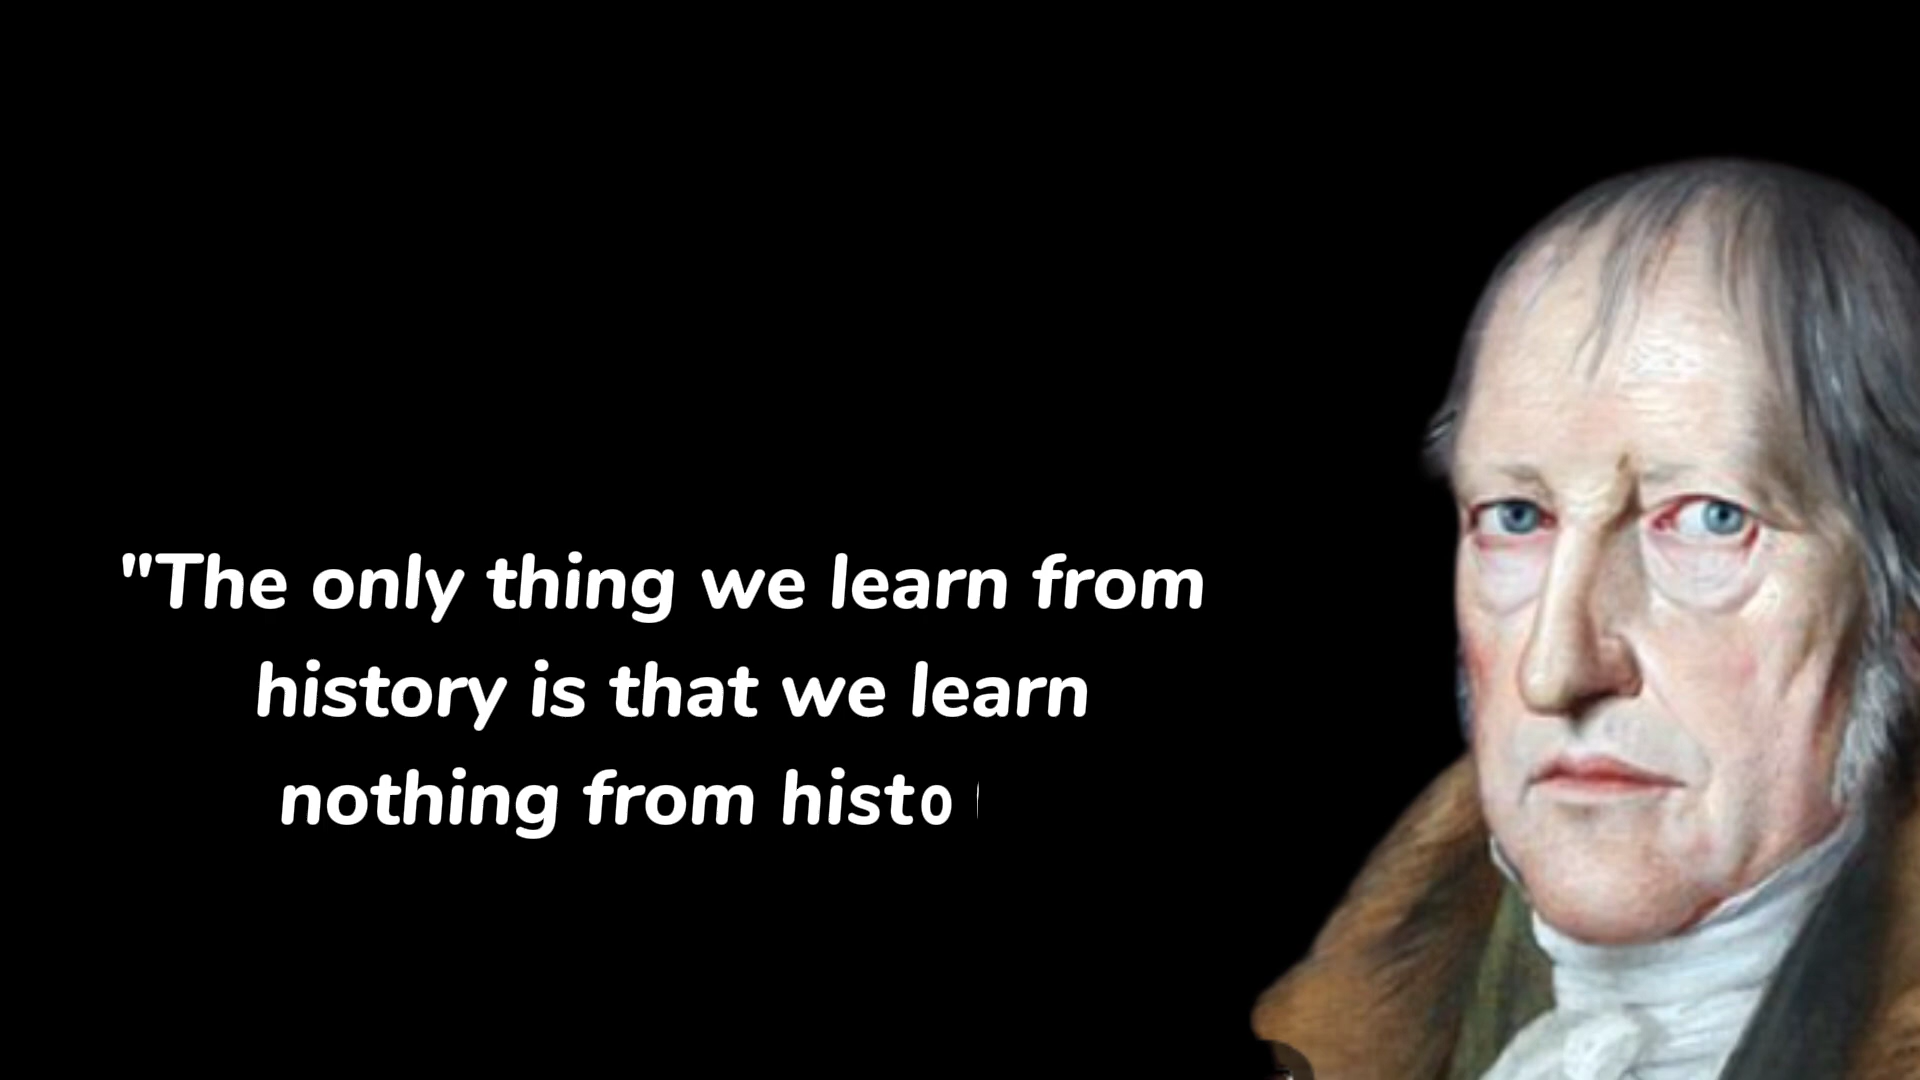 "The only thing we learn from
history is that we learn
nothing from histo